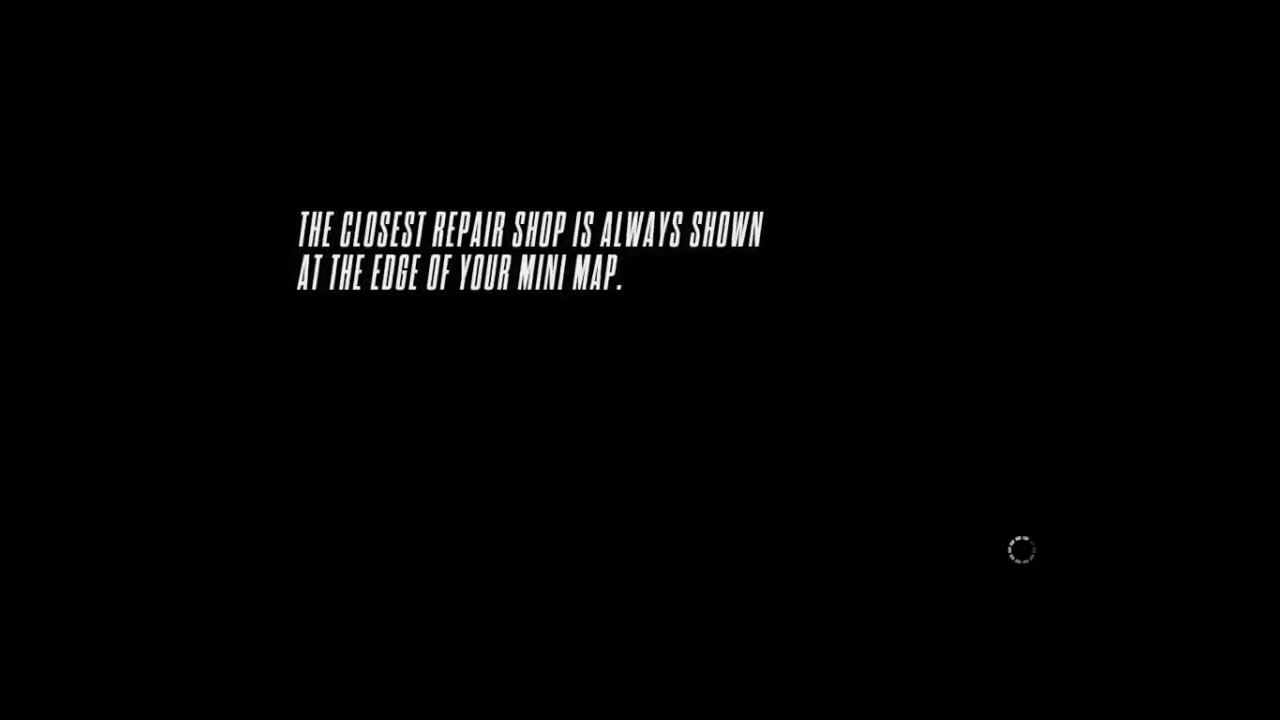 THE CLOSEST REPAIR SHOP IS ALWAYS SHOWN
AT THE EDGE OF YOUR MINI MAP.